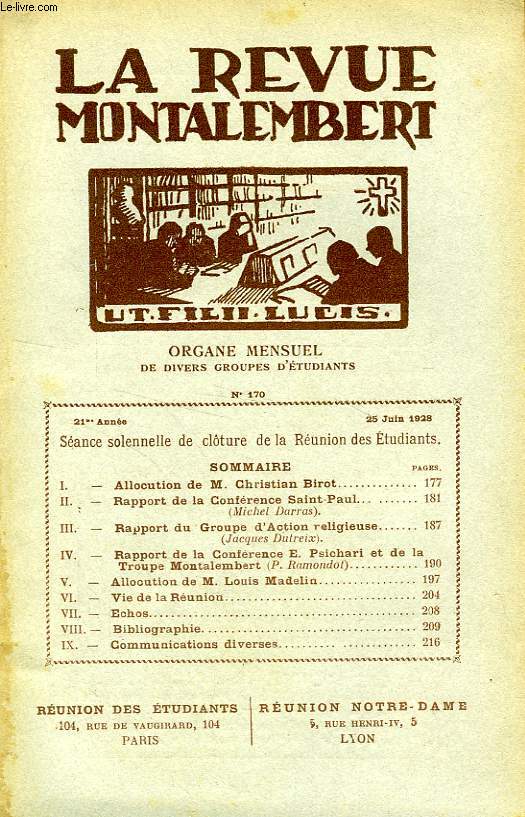 Le-livre.com
LA REVUE
MONTALEMBERT
UT. FILII. LUCIS.
ORGANE MENSUEL
DE DIVERS GROUPES D'ÉTUDIANTS
N° 170
21me Année 25 Juin 1928
Séance solennelle de clôture de la Réunion des Étudiants.
SOMMAIRE PAGES.
I. — Allocution de M. Christian Birot.............. 177
II. — Rapport de la Conférence Saint-Paul... ....... 181
(Michel Darras).
III. — Rapport du Groupe d'Action religieuse....... 187
(Jacques Dutreix).
IV. — Rapport de la Conférence E. Psichari et de la
Troupe Montalembert (P. Ramondot)............ 190
V. — Allocution de M. Louis Madelin................. 197
VI. — Vie de la Réunion................................ 204
VII. — Echos............................................ 208
VIII. — Bibliographie.................................... 209
IX. — Communications diverses....................... 216
RÉUNION DES ÉTUDIANTS
104, RUE DE VAUGIRARD, 104
PARIS
RÉUNION NOTRE-DAME
5, RUE HENRI-IV, 5
LYON